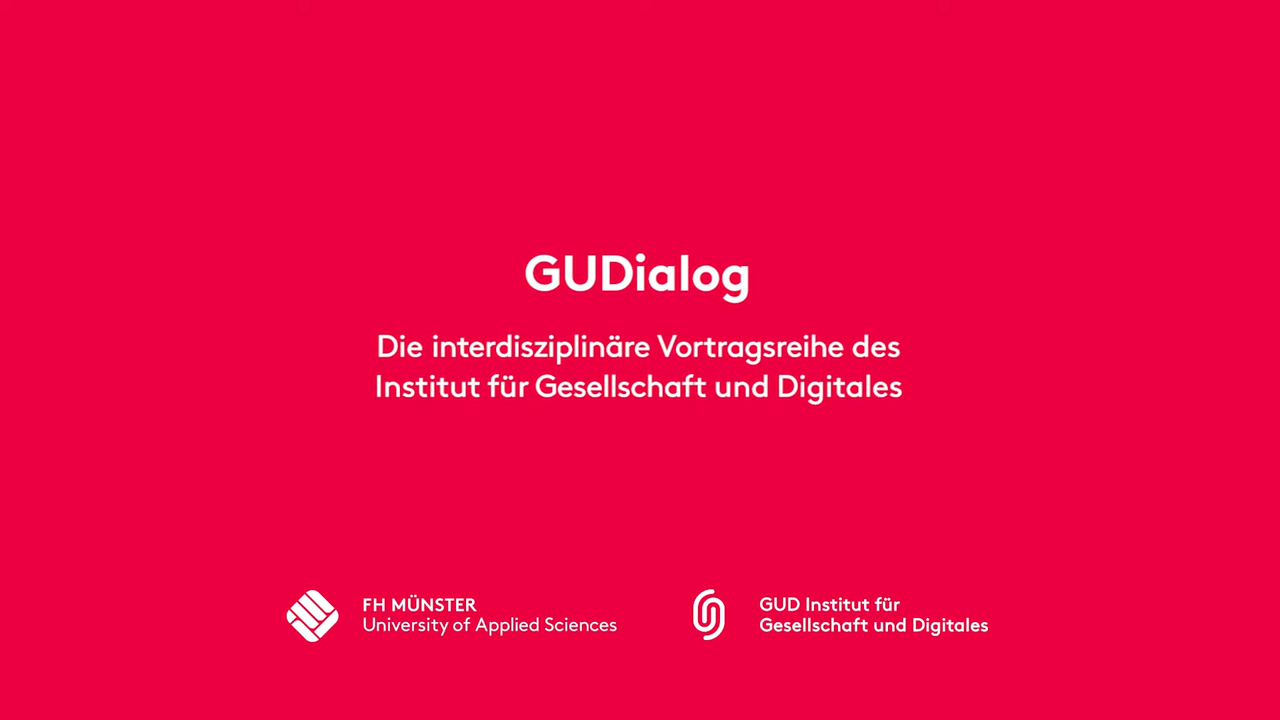 GUDialog
Die interdisziplinäre Vortragsreihe des
Institut für Gesellschaft und Digitales
FH MÜNSTER
University of Applied Sciences
GUD Institut für
Gesellschaft und Digitales